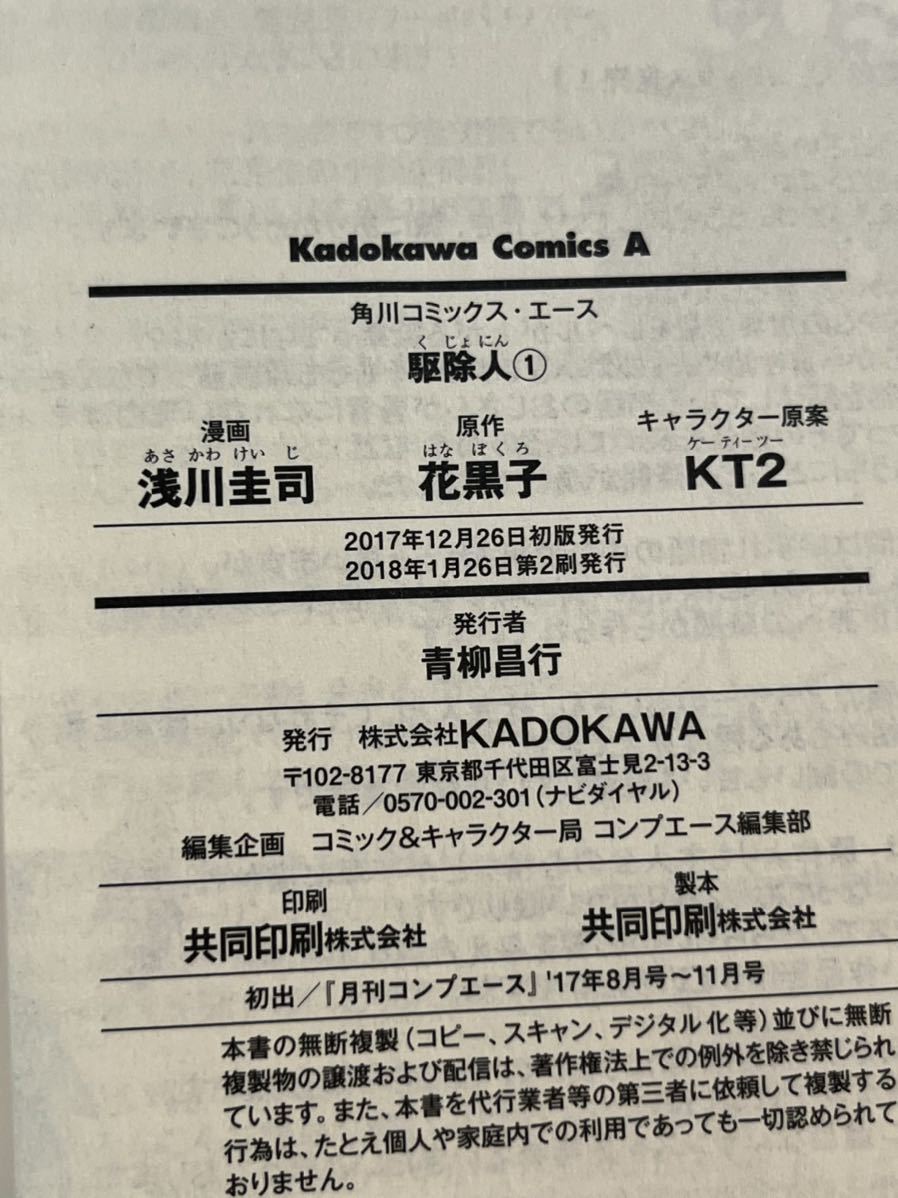 Kadokawa Comics A
角川コミックス・エース
く じょ にん
駆除人①
漫画
あさ かわ けい じ
浅川圭司
原作
はな ぼくろ
花黒子
キャラクター原案
ケーティーツー
KT2
2017年12月26日初版発行
2018年1月26日第2刷発行
発行者
青柳昌行
発行 株式会社KADOKAWA
〒102-8177 東京都千代田区富士見2-13-3
電話／0570-002-301（ナビダイヤル）
編集企画 コミック&キャラクター局 コンプエース編集部
印刷
共同印刷株式会社
製本
共同印刷株式会社
初出／『月刊コンプエース』'17年8月号〜11月号
本書の無断複製（コピー、スキャン、デジタル化等）並びに無断
複製物の譲渡および配信は、著作権法上での例外を除き禁じられ
ています。また、本書を代行業者等の第三者に依頼して複製する
行為は、たとえ個人や家庭内での利用であっても一切認められて
おりません。